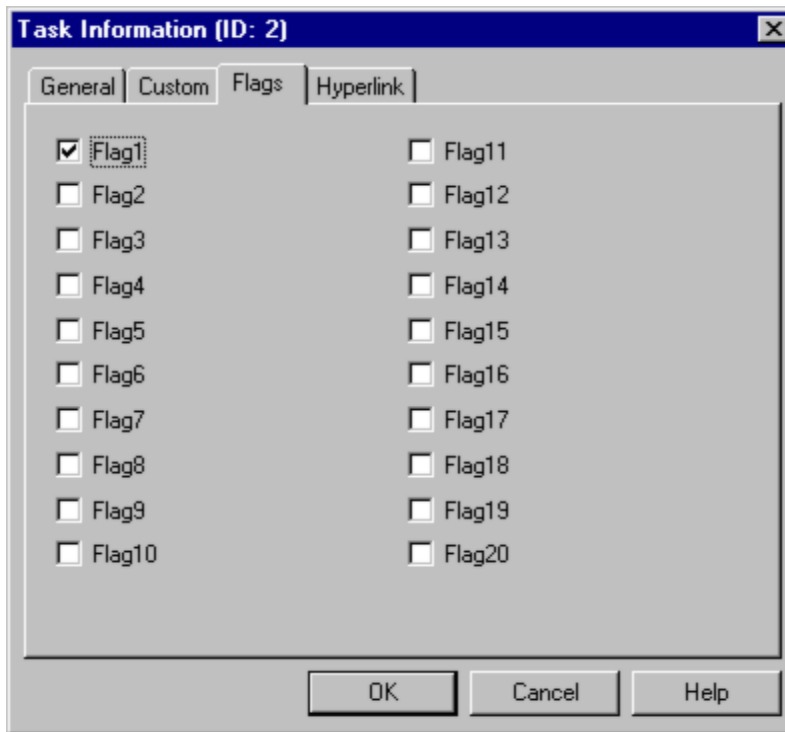 Task Information (ID: 2)
General Custom Flags Hyperlink
Flag1 Flag11
Flag2 Flag12
Flag3 Flag13
Flag4 Flag14
Flag5 Flag15
Flag6 Flag16
Flag7 Flag17
Flag8 Flag18
Flag9 Flag19
Flag10 Flag20
OK Cancel Help